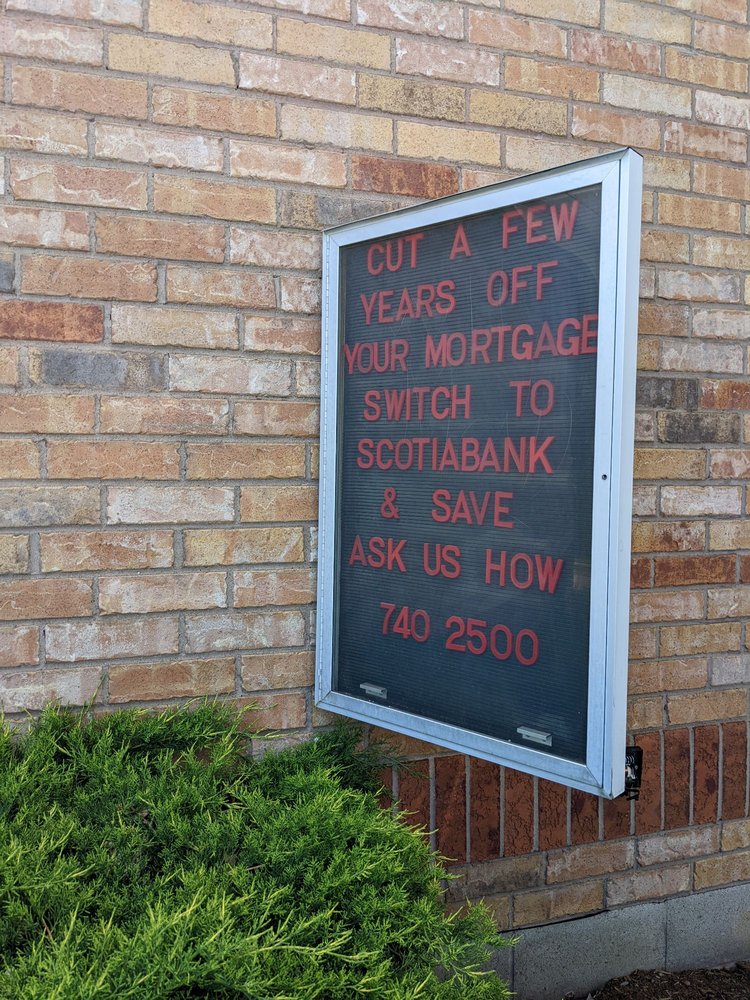 CUT A FEW
YEARS OFF
YOUR MORTGAGE
SWITCH TO
SCOTIABANK
& SAVE
ASK US HOW
740 2500